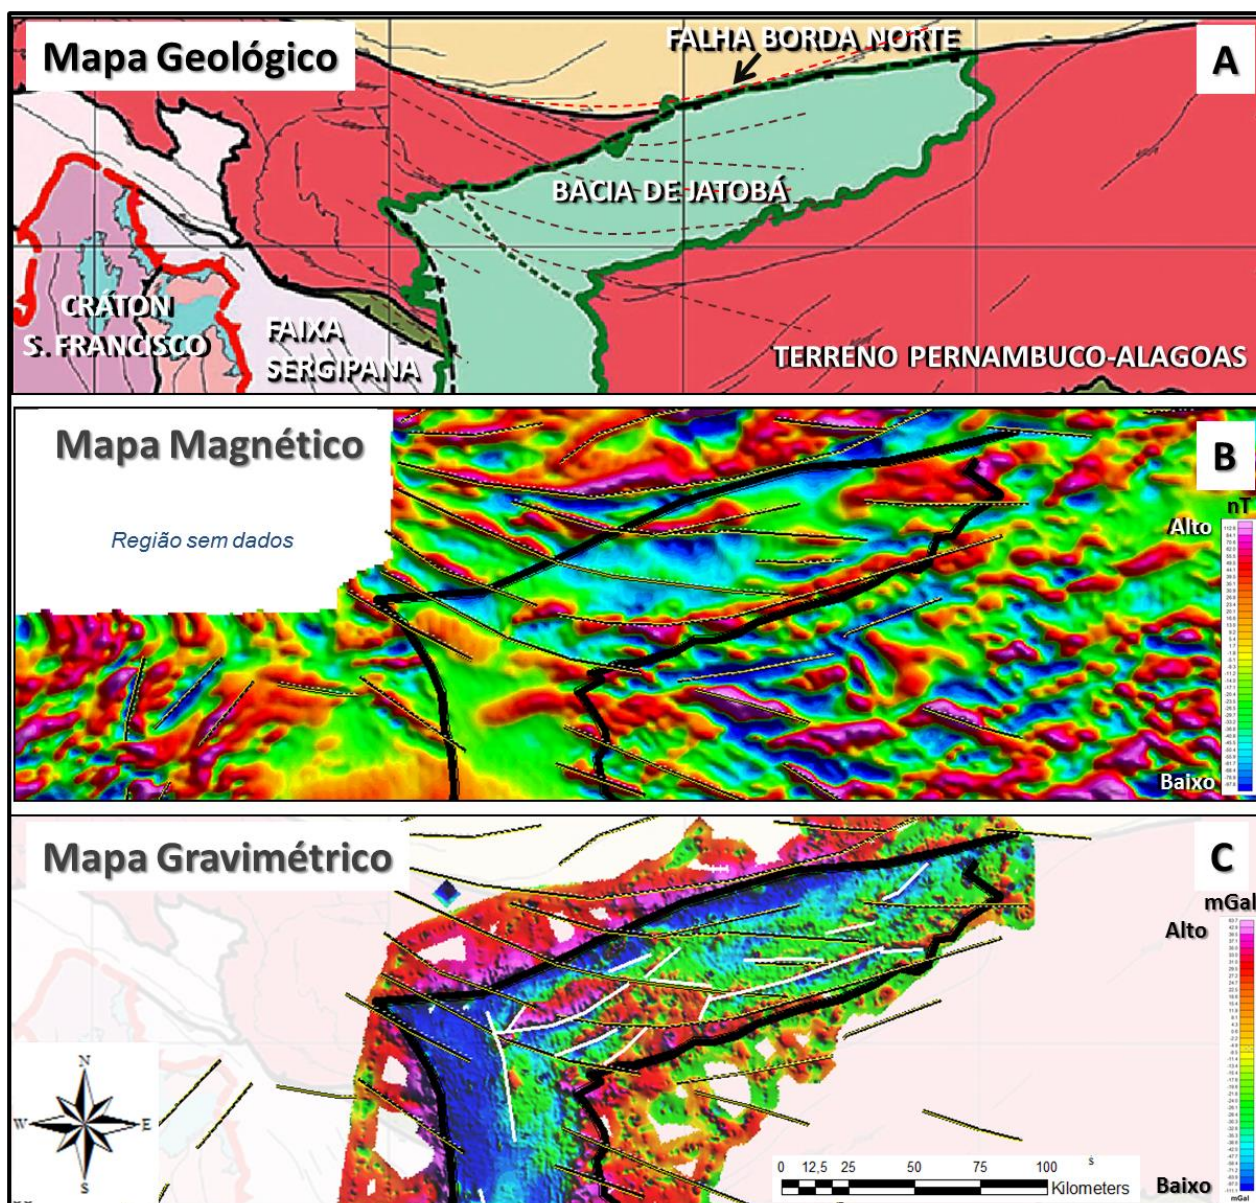 Mapa Geológico
FALHA BORDA NORTE
A
BACIA DE JATOBÁ
CRÁTON
S. FRANCISCO
FAIXA
SERGIPANA
TERRENO PERNAMBUCO-ALAGOAS
Mapa Magnético
Região sem dados
B
nT
Alto
Baixo
Mapa Gravimétrico
C
mGal
Alto
Baixo
N
W E
S
0 12,5 25 50 75 100
s
Kilometers
mGal